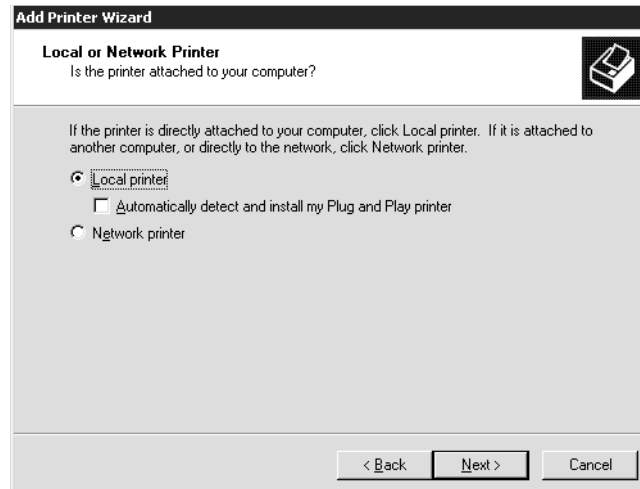 Add Printer Wizard
Local or Network Printer
Is the printer attached to your computer?
If the printer is directly attached to your computer, click Local printer. If it is attached to
another computer, or directly to the network, click Network printer.
Local printer
Automatically detect and install my Plug and Play printer
Network printer
< Back Next > Cancel